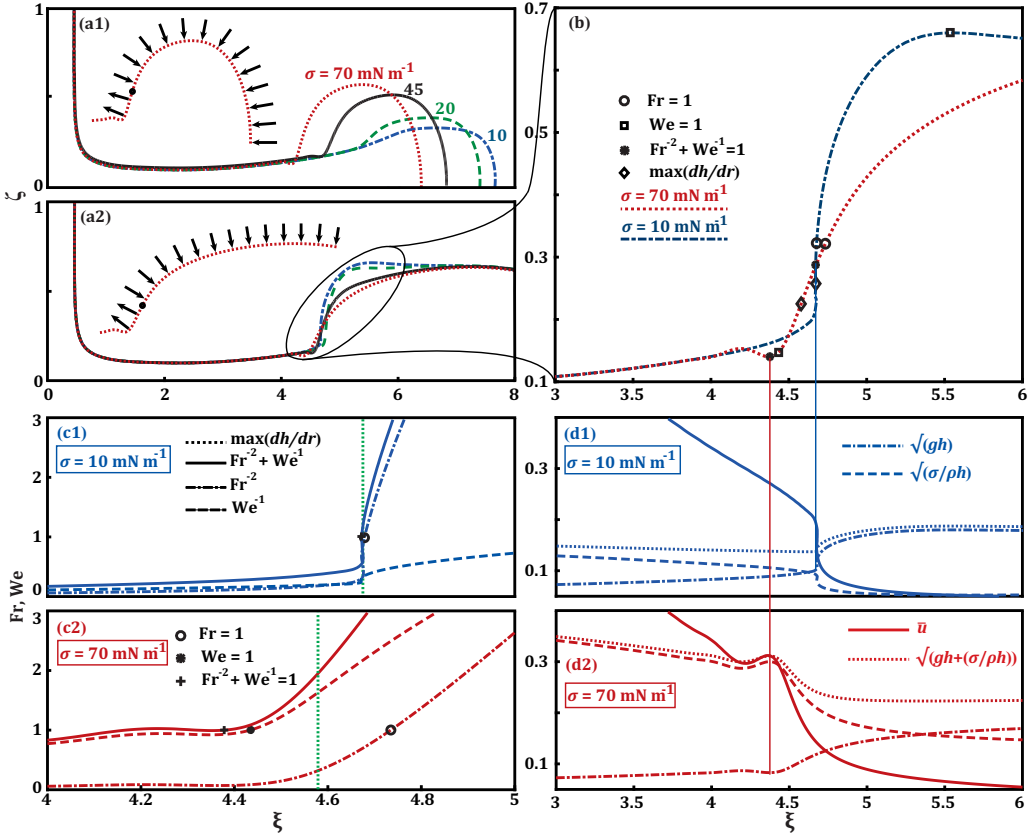 1
(a1)
σ = 70 mN m⁻¹
45
20
10
0
ζ
1
(a2)
0
0
2
4
6
8
0.7
(b)
0.5
0.3
0.1
Fr = 1
We = 1
Fr⁻² + We⁻¹=1
max(dh/dr)
σ = 70 mN m⁻¹
σ = 10 mN m⁻¹
3
3.5
4
4.5
5
5.5
6
3
(c1)
σ = 10 mN m⁻¹
max(dh/dr)
Fr⁻² + We⁻¹
Fr⁻²
We⁻¹
2
1
0
Fr, We
3
(c2)
σ = 70 mN m⁻¹
Fr = 1
We = 1
Fr⁻² + We⁻¹=1
2
1
0
4
4.2
4.4
4.6
4.8
5
ξ
(d1)
σ = 10 mN m⁻¹
√(gh)
√(σ/ρh)
0.3
0.1
ū
√(gh+(σ/ρh))
(d2)
σ = 70 mN m⁻¹
0.3
0.1
3
3.5
4
4.5
5
5.5
6
ξ